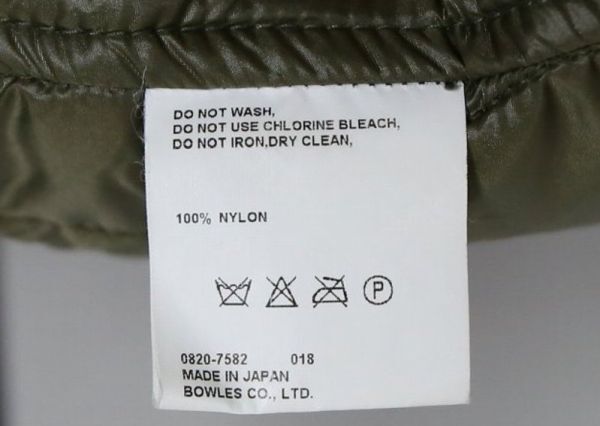 DO NOT WASH,
DO NOT USE CHLORINE BLEACH,
DO NOT IRON,DRY CLEAN,
100% NYLON
P
0820-7582 018
MADE IN JAPAN
BOWLES CO., LTD.